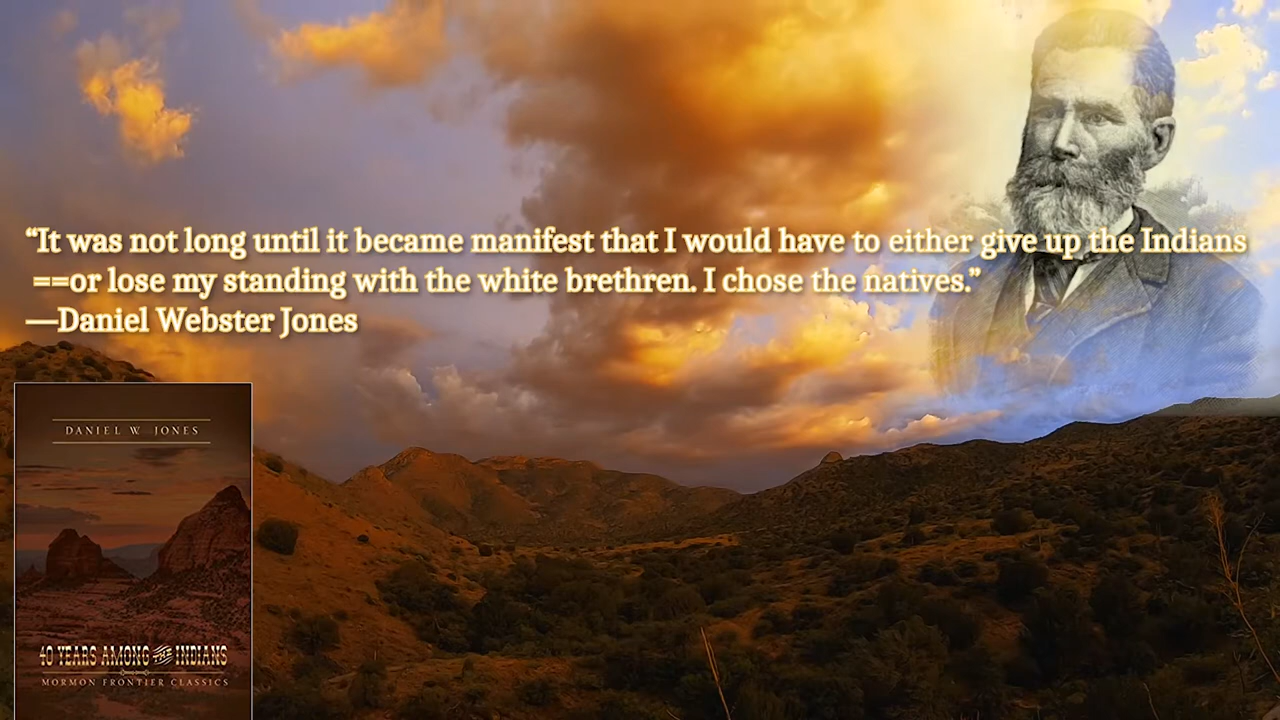 “It was not long until it became manifest that I would have to either give up the Indians
==or lose my standing with the white brethren. I chose the natives.”
—Daniel Webster Jones
DANIEL W JONES
40 YEARS AMONG THE INDIANS
MORMON FRONTIER CLASSICS